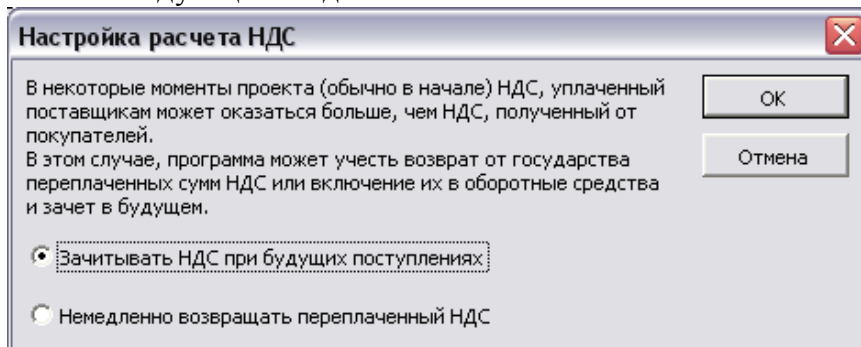 Настройка расчета НДС
В некоторые моменты проекта (обычно в начале) НДС, уплаченный
поставщикам может оказаться больше, чем НДС, полученный от
покупателей.
В этом случае, программа может учесть возврат от государства
переплаченных сумм НДС или включение их в оборотные средства
и зачет в будущем.
ОК
Отмена
Зачитывать НДС при будущих поступлениях
Немедленно возвращать переплаченный НДС